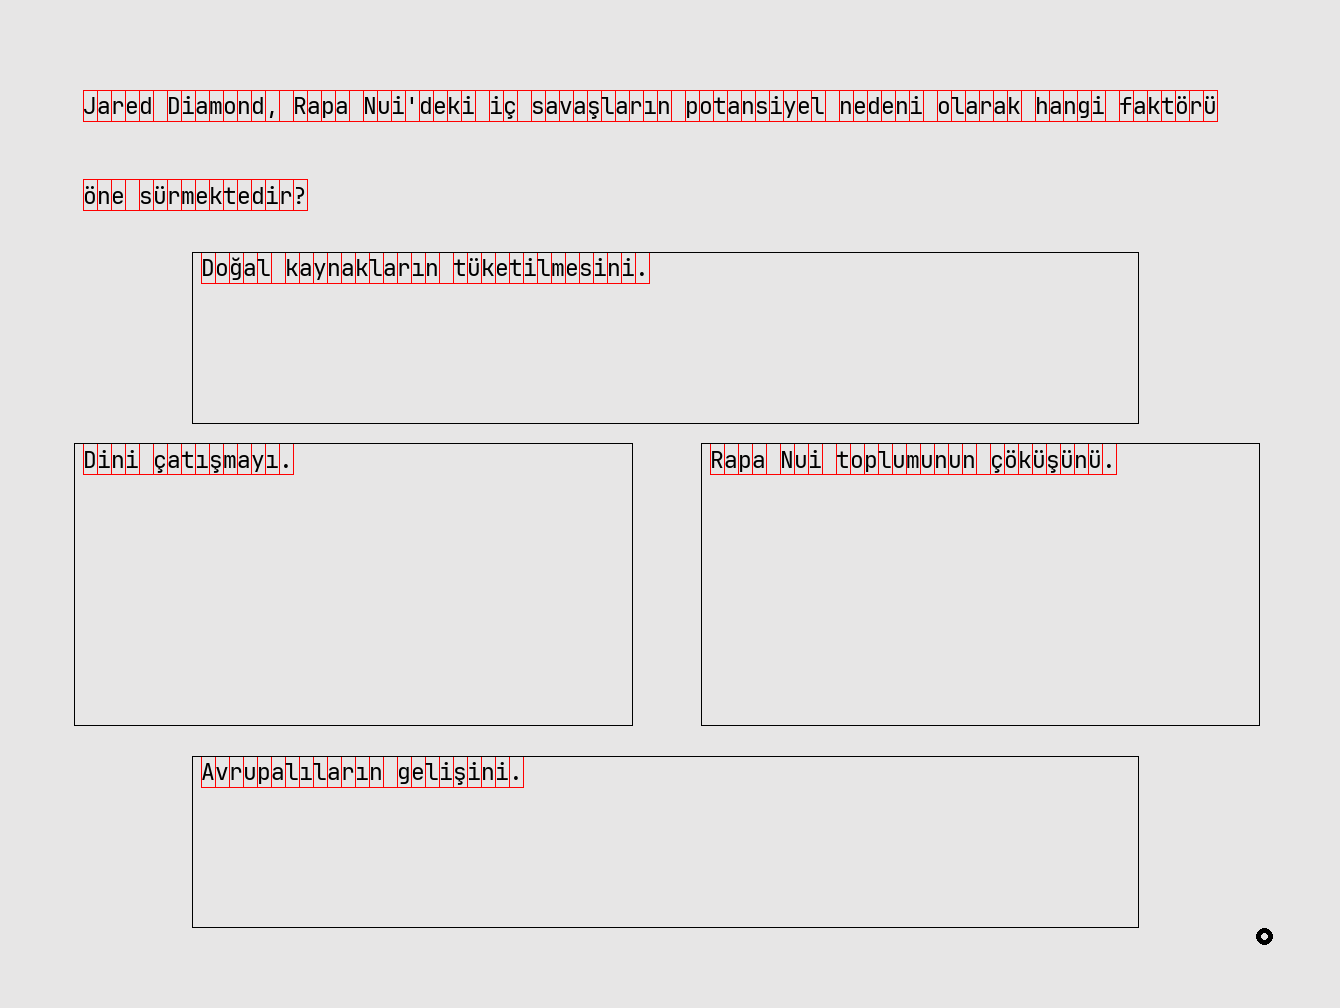 Jared Diamond, Rapa Nui'deki iç savaşların potansiyel nedeni olarak hangi faktörü
öne sürmektedir?
Doğal kaynakların tüketilmesini.
Dini çatışmayı.
Rapa Nui toplumunun çöküşünü.
Avrupalıların gelişini.